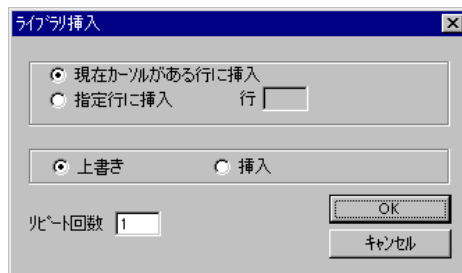 ﾗｲﾌﾞﾗﾘ挿入
現在カーソルがある行に挿入
指定行に挿入 行
上書き 挿入
ﾘﾋﾟｰﾄ回数 1
OK
ｷｬﾝｾﾙ